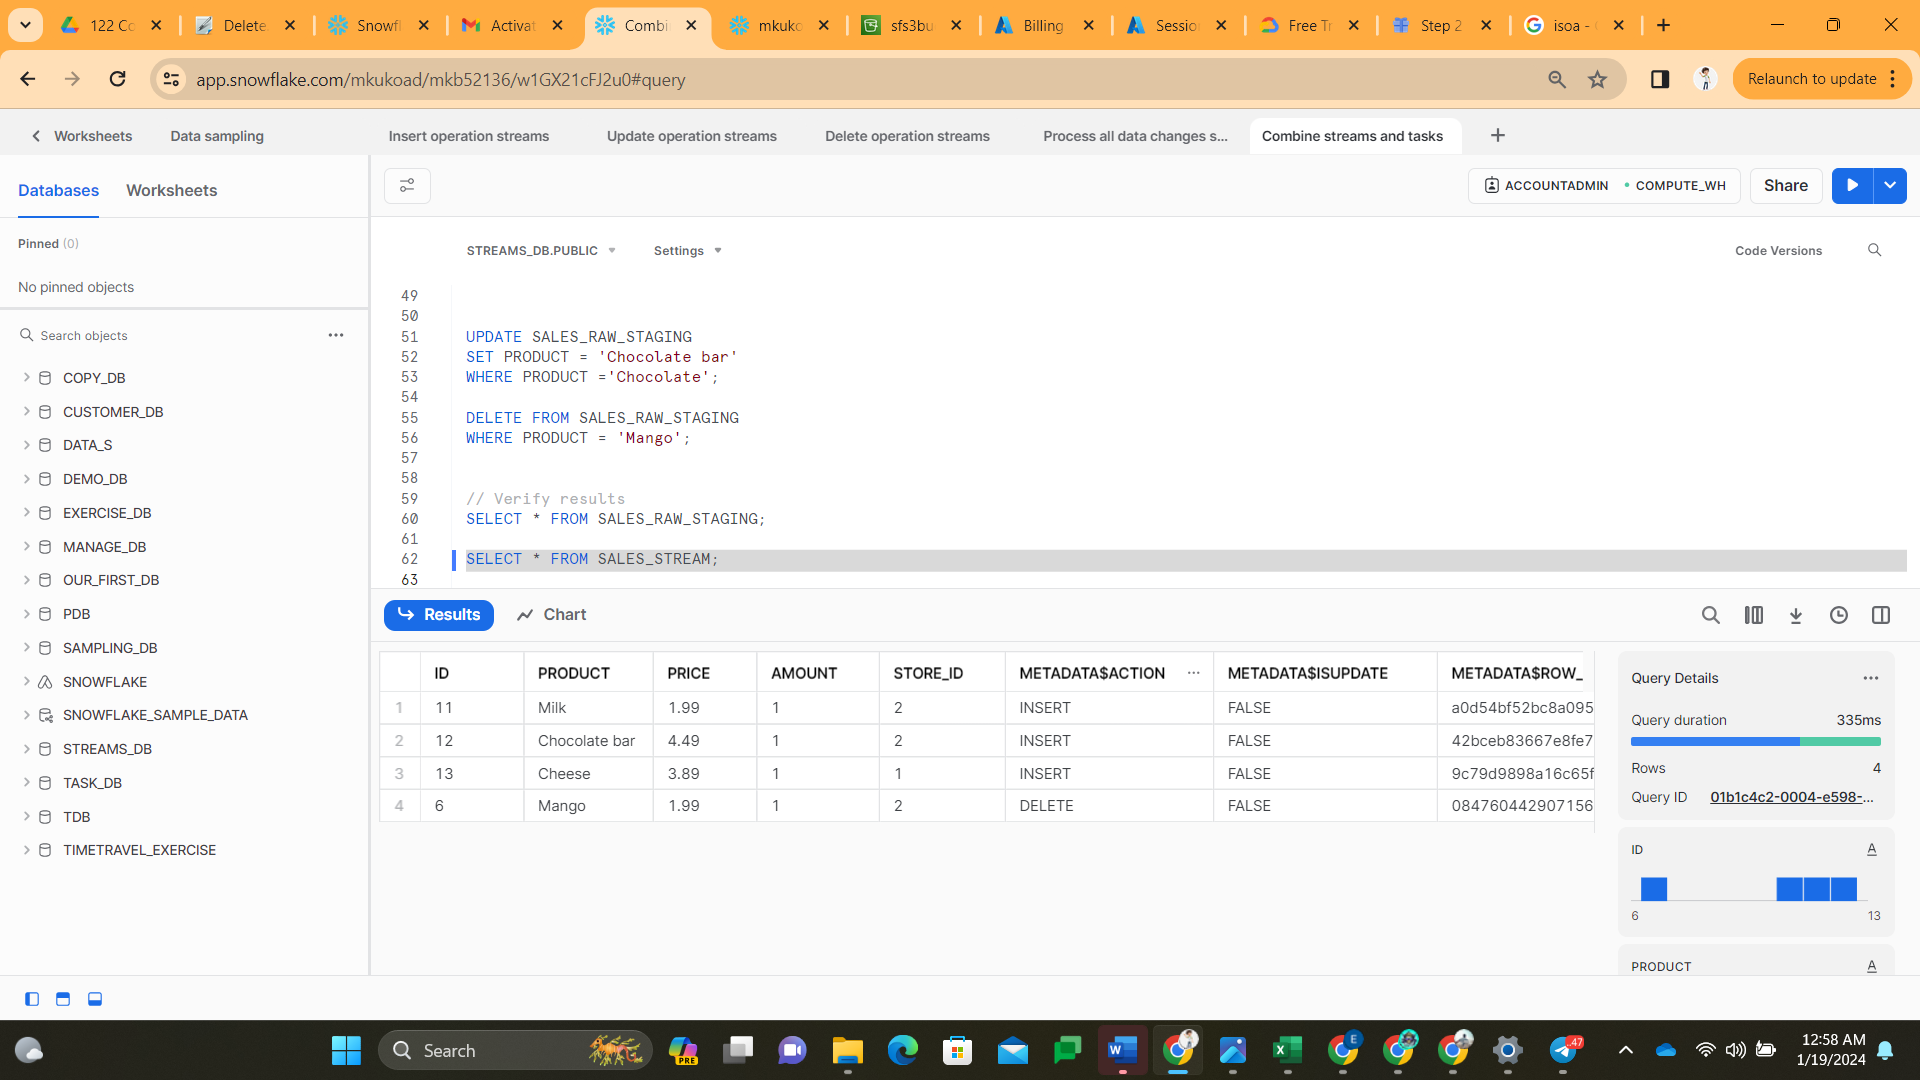 122 Co
Delete
Snowfl
Activat
Combi
mkuko
sfs3bu
Billing
Sessio
Free Tr
Step 2
isoa -
app.snowflake.com/mkukoad/mkb52136/w1GX21cFJ2u0#query
Relaunch to update
Worksheets
Data sampling
Insert operation streams
Update operation streams
Delete operation streams
Process all data changes s...
Combine streams and tasks
Databases
Worksheets
ACCOUNTADMIN
COMPUTE_WH
Share
Pinned (0)
No pinned objects
Search objects
COPY_DB
CUSTOMER_DB
DATA_S
DEMO_DB
EXERCISE_DB
MANAGE_DB
OUR_FIRST_DB
PDB
SAMPLING_DB
SNOWFLAKE
SNOWFLAKE_SAMPLE_DATA
STREAMS_DB
TASK_DB
TDB
TIMETRAVEL_EXERCISE
STREAMS_DB.PUBLIC
Settings
Code Versions
49
50
51 UPDATE SALES_RAW_STAGING
52 SET PRODUCT = 'Chocolate bar'
53 WHERE PRODUCT ='Chocolate';
54
55 DELETE FROM SALES_RAW_STAGING
56 WHERE PRODUCT = 'Mango';
57
58
59 // Verify results
60 SELECT * FROM SALES_RAW_STAGING;
61
62 SELECT * FROM SALES_STREAM;
63
Results
Chart
ID PRODUCT PRICE AMOUNT STORE_ID METADATA$ACTION ... METADATA$ISUPDATE METADATA$ROW_
1 11 Milk 1.99 1 2 INSERT FALSE a0d54bf52bc8a095
2 12 Chocolate bar 4.49 1 2 INSERT FALSE 42bceb83667e8fe7
3 13 Cheese 3.89 1 1 INSERT FALSE 9c79d9898a16c65f
4 6 Mango 1.99 1 2 DELETE FALSE 084760442907156
Query Details
Query duration 335ms
Rows 4
Query ID 01b1c4c2-0004-e598-...
ID A
6 13
PRODUCT A
Search
PRE
W
X
E
47
12:58 AM
1/19/2024